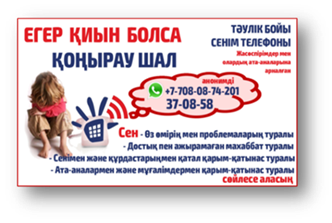 ЕГЕР ҚИЫН БОЛСА
ҚОҢЫРАУ ШАЛ
ТӘУЛІК БОЙЫ
СЕНІМ ТЕЛЕФОНЫ
Жасөспірімдер мен
олардың ата-аналарына
арналған
анонимді
+7-708-08-74-201
37-08-58
Сен - Өз өмірің мен проблемаларың туралы
- Достық пен ажырамаған махаббат туралы
- Сенімен және құрдастарыңмен қатал қарым-қатынас туралы
- Ата-аналармен және мұғалімдермен қарым-қатынас туралы
сөйлесе аласың